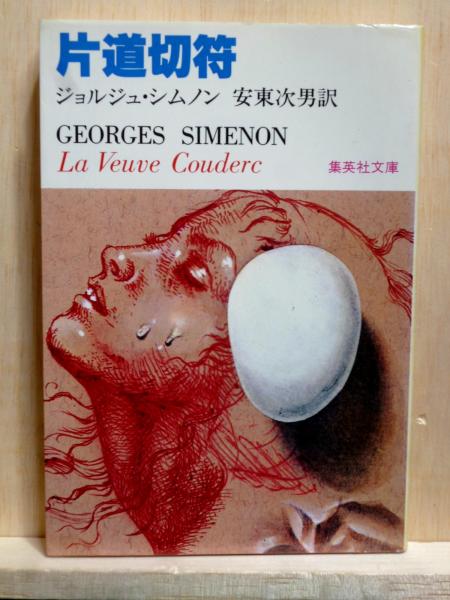 片道切符
ジョルジュ・シムノン 安東次男訳
GEORGES SIMENON
La Veuve Couderc
集英社文庫